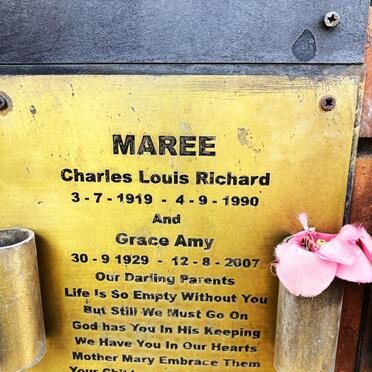 MAREE
Charles Louis Richard
3 - 7 - 1919 - 4 - 9 - 1990
And
Grace Amy
30 - 9 1929 - 12 - 8 - 2007
Our Darling Parents
Life Is So Empty Without You
But Still We Must Go On
God has You In His Keeping
We Have You In Our Hearts
Mother Mary Embrace Them
Your